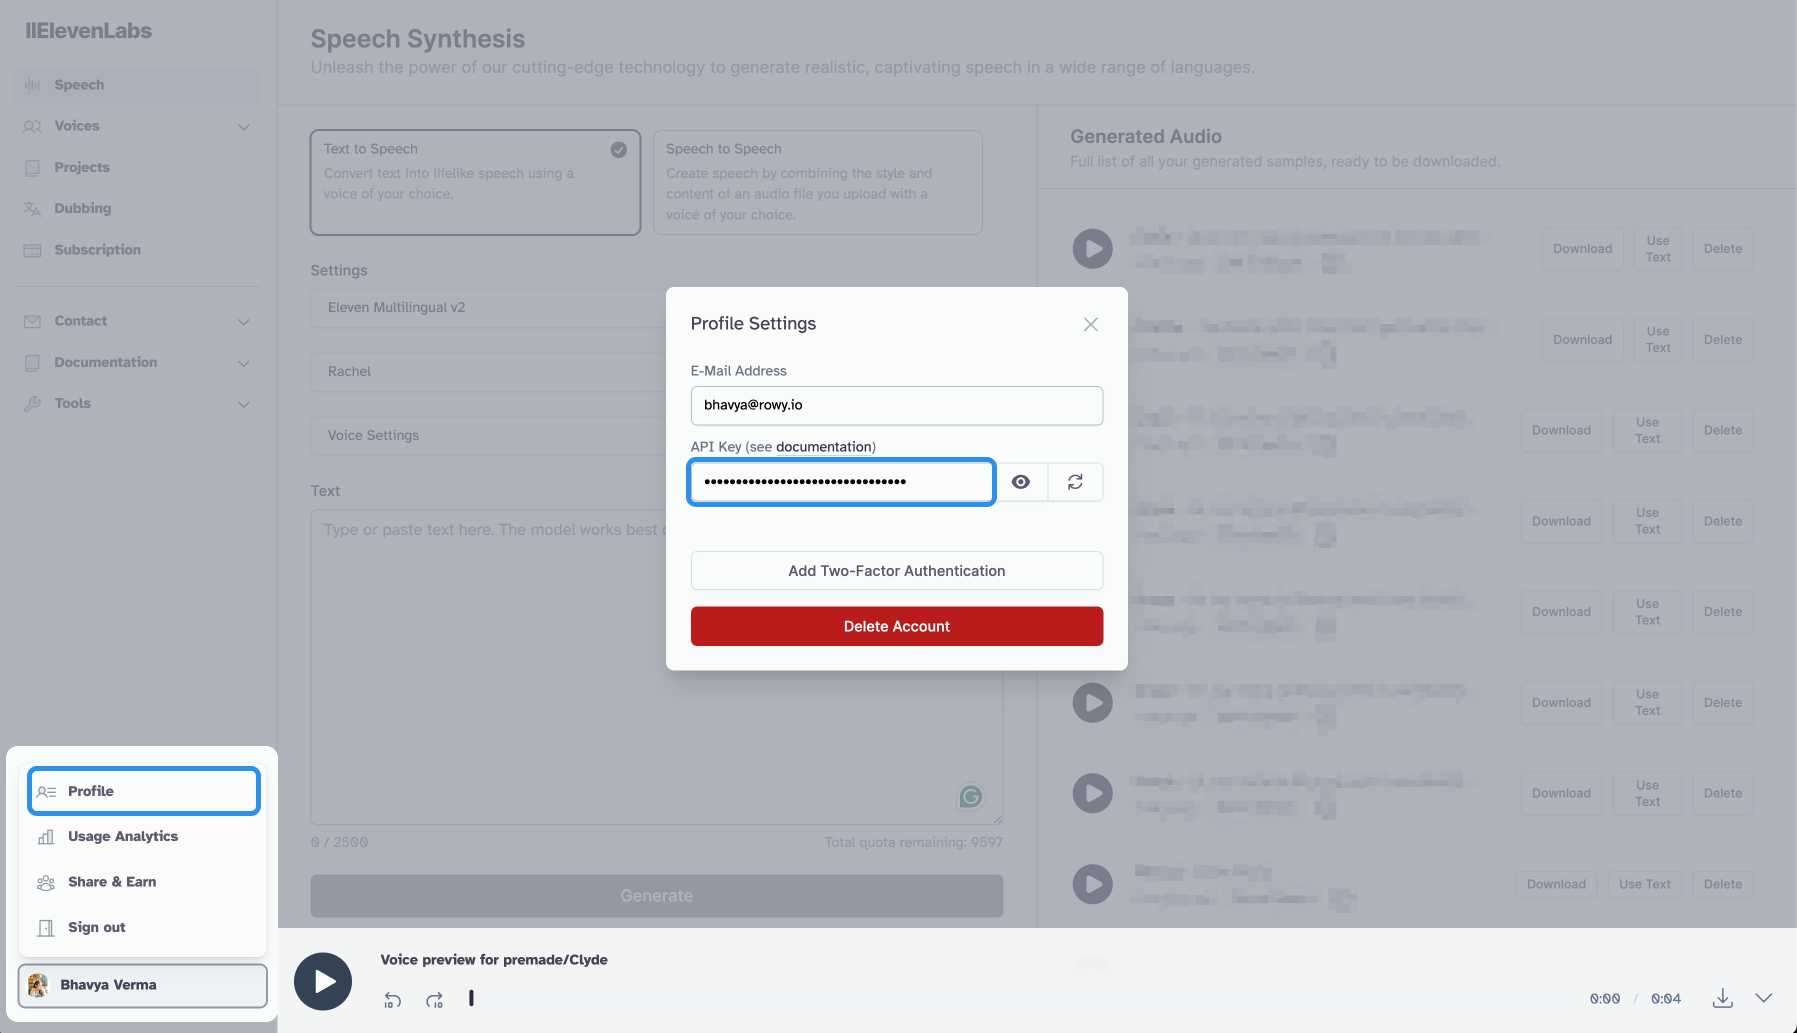 IIElevenLabs
Speech
Voices
Projects
Dubbing
Subscription
Contact
Documentation
Tools
Profile
Usage Analytics
Share & Earn
Sign out
Bhavya Verma
Speech Synthesis
Unleash the power of our cutting-edge technology to generate realistic, captivating speech in a wide range of languages.
Text to Speech
Convert text into lifelike speech using a
voice of your choice.
Speech to Speech
Create speech by combining the style and
content of an audio file you upload with a
voice of your choice.
Settings
Eleven Multilingual v2
Rachel
Voice Settings
Text
Type or paste text here. The model works best
0 / 2500
Total quota remaining: 9597
Generate
Profile Settings
E-Mail Address
bhavya@rowy.io
API Key (see documentation)
••••••••••••••••••••••••••••••••
Add Two-Factor Authentication
Delete Account
Generated Audio
Full list of all your generated samples, ready to be downloaded.
Download Use Text Delete
Download Use Text Delete
Download Use Text Delete
Download Use Text Delete
Download Use Text Delete
Download Use Text Delete
Download Use Text Delete
Download Use Text Delete
Voice preview for premade/Clyde
10 10
0:00 / 0:04